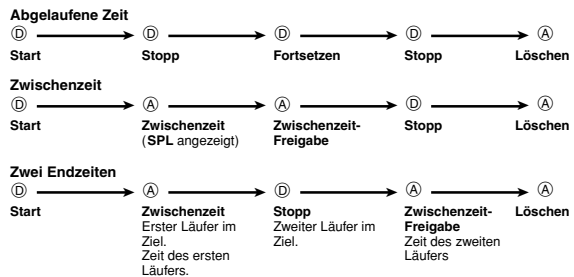 Abgelaufene Zeit
Ⓓ Ⓓ Ⓓ Ⓓ Ⓐ
Start Stopp Fortsetzen Stopp Löschen
Zwischenzeit
Ⓓ Ⓐ Ⓐ Ⓓ Ⓐ
Start Zwischenzeit Zwischenzeit- Stopp Löschen
(SPL angezeigt) Freigabe
Zwei Endzeiten
Ⓓ Ⓐ Ⓓ Ⓐ Ⓐ
Start Zwischenzeit Stopp Zwischenzeit- Löschen
Erster Läufer im Zweiter Läufer im Freigabe
Ziel. Ziel. Zeit des zweiten
Zeit des ersten Läufers
Läufers.